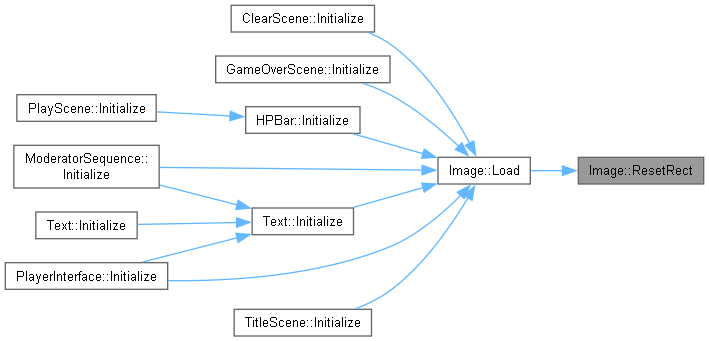 ClearScene::Initialize
GameOverScene::Initialize
PlayScene::Initialize
HPBar::Initialize
ModeratorSequence::
Initialize
Image::Load
Image::ResetRect
Text::Initialize
Text::Initialize
PlayerInterface::Initialize
TitleScene::Initialize